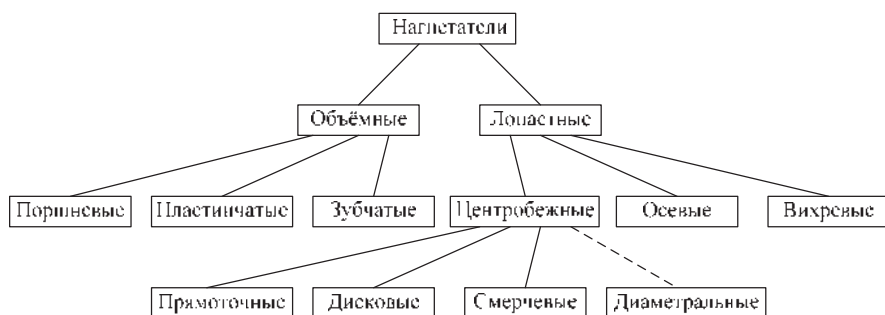 Нагнетатели
Объёмные Лопастные
Поршневые Пластинчатые Зубчатые Центробежные Осевые Вихревые
Прямоточные Дисковые Смерчевые Диаметральные